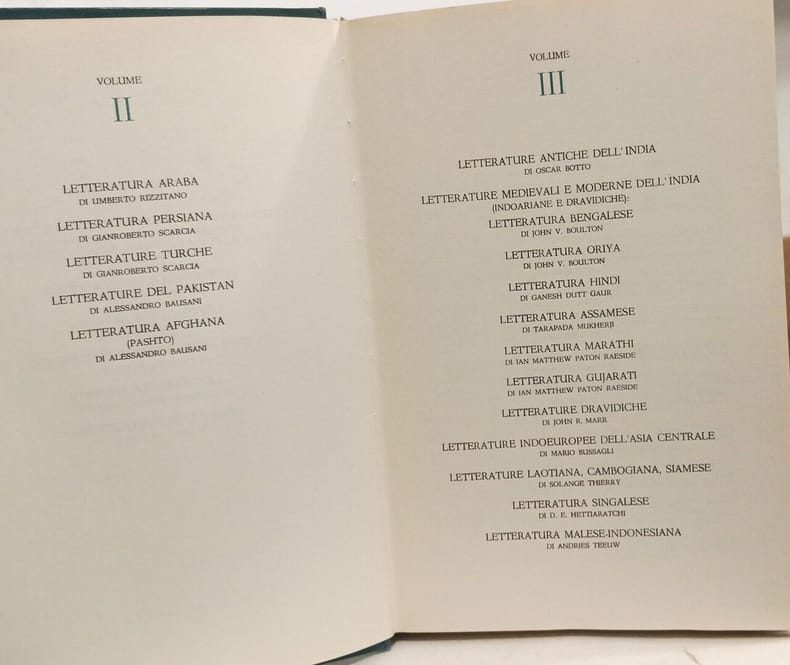 VOLUME
II
LETTERATURA ARABA
DI UMBERTO RIZZITANO
LETTERATURA PERSIANA
DI GIANROBERTO SCARCIA
LETTERATURE TURCHE
DI GIANROBERTO SCARCIA
LETTERATURE DEL PAKISTAN
DI ALESSANDRO BAUSANI
LETTERATURA AFGHANA
(PASHTO)
DI ALESSANDRO BAUSANI
VOLUME
III
LETTERATURE ANTICHE DELL'INDIA
DI OSCAR BOTTO
LETTERATURE MEDIEVALI E MODERNE DELL'INDIA
(INDOARIANE E DRAVIDICHE):
LETTERATURA BENGALESE
DI JOHN V. BOULTON
LETTERATURA ORIYA
DI JOHN V. BOULTON
LETTERATURA HINDI
DI GANESH DUTT GAUR
LETTERATURA ASSAMESE
DI TARAPADA MUKHERJI
LETTERATURA MARATHI
DI IAN MATTHEW PATON RAESIDE
LETTERATURA GUJARATI
DI IAN MATTHEW PATON RAESIDE
LETTERATURE DRAVIDICHE
DI JOHN R. MARR
LETTERATURE INDOEUROPEE DELL'ASIA CENTRALE
DI MARIO BUSSAGLI
LETTERATURE LAOTIANA, CAMBOGIANA, SIAMESE
DI SOLANGE THIERRY
LETTERATURA SINGALESE
DI D. E. HETTIARATCHI
LETTERATURA MALESE-INDONESIANA
DI ANDRIES TEEUW